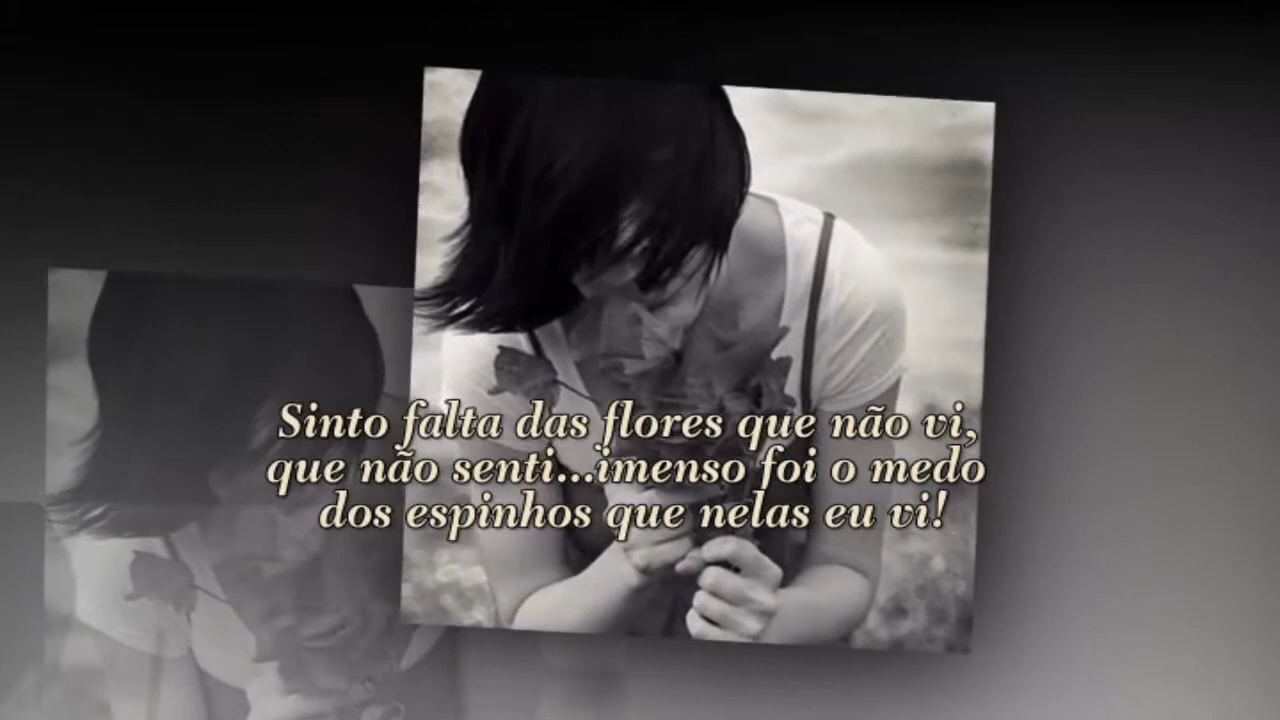 Sinto falta das flores que não vi,
que não senti...imenso foi o medo
dos espinhos que nelas eu vi!